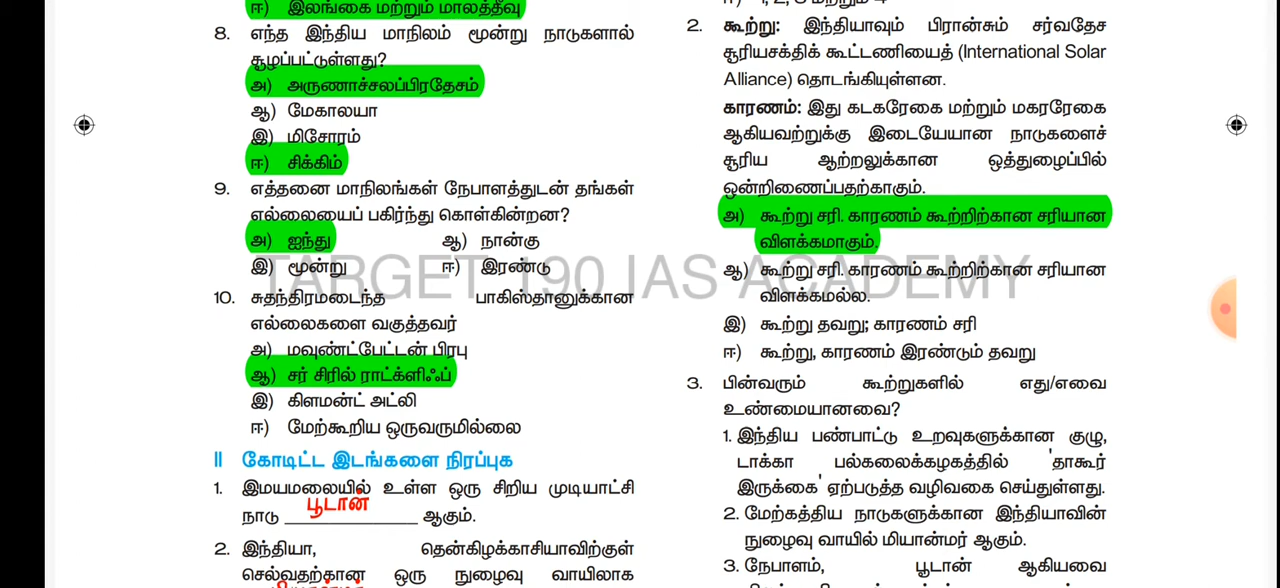 ஈ) இலங்கை மற்றும் மாலத்தீவு
8. எந்த இந்திய மாநிலம் மூன்று நாடுகளால்
சூழப்பட்டுள்ளது?
அ) அருணாச்சலப்பிரதேசம்
ஆ) மேகாலயா
இ) மிசோரம்
ஈ) சிக்கிம்
9. எத்தனை மாநிலங்கள் நேபாளத்துடன் தங்கள்
எல்லையைப் பகிர்ந்து கொள்கின்றன?
அ) ஐந்து ஆ) நான்கு
இ) மூன்று ஈ) இரண்டு
10. சுதந்திரமடைந்த பாகிஸ்தானுக்கான
எல்லைகளை வகுத்தவர்
அ) மவுண்ட்பேட்டன் பிரபு
ஆ) சர் சிரில் ராட்க்ளிஃப்
இ) கிளமன்ட் அட்லி
ஈ) மேற்கூறிய ஒருவருமில்லை
II கோடிட்ட இடங்களை நிரப்புக
1. இமயமலையில் உள்ள ஒரு சிறிய முடியாட்சி
பூடான்
நாடு ____________ ஆகும்.
2. இந்தியா, தென்கிழக்காசியாவிற்குள்
செல்வதற்கான ஒரு நுழைவு வாயிலாக
2. கூற்று: இந்தியாவும் பிரான்சும் சர்வதேச
சூரியசக்திக் கூட்டணியைத் (International Solar
Alliance) தொடங்கியுள்ளன.
காரணம்: இது கடகரேகை மற்றும் மகரரேகை
ஆகியவற்றுக்கு இடையேயான நாடுகளைச்
சூரிய ஆற்றலுக்கான ஒத்துழைப்பில்
ஒன்றிணைப்பதற்காகும்.
அ) கூற்று சரி. காரணம் கூற்றிற்கான சரியான
விளக்கமாகும்.
ஆ) கூற்று சரி. காரணம் கூற்றிற்கான சரியான
விளக்கமல்ல.
இ) கூற்று தவறு; காரணம் சரி
ஈ) கூற்று, காரணம் இரண்டும் தவறு
3. பின்வரும் கூற்றுகளில் எது/எவை
உண்மையானவை?
1. இந்திய பண்பாட்டு உறவுகளுக்கான குழு,
டாக்கா பல்கலைக்கழகத்தில் 'தாகூர்
இருக்கை' ஏற்படுத்த வழிவகை செய்துள்ளது.
2. மேற்கத்திய நாடுகளுக்கான இந்தியாவின்
நுழைவு வாயில் மியான்மர் ஆகும்.
3. நேபாளம், பூடான் ஆகியவை
TARGET 190 IAS ACADEMY